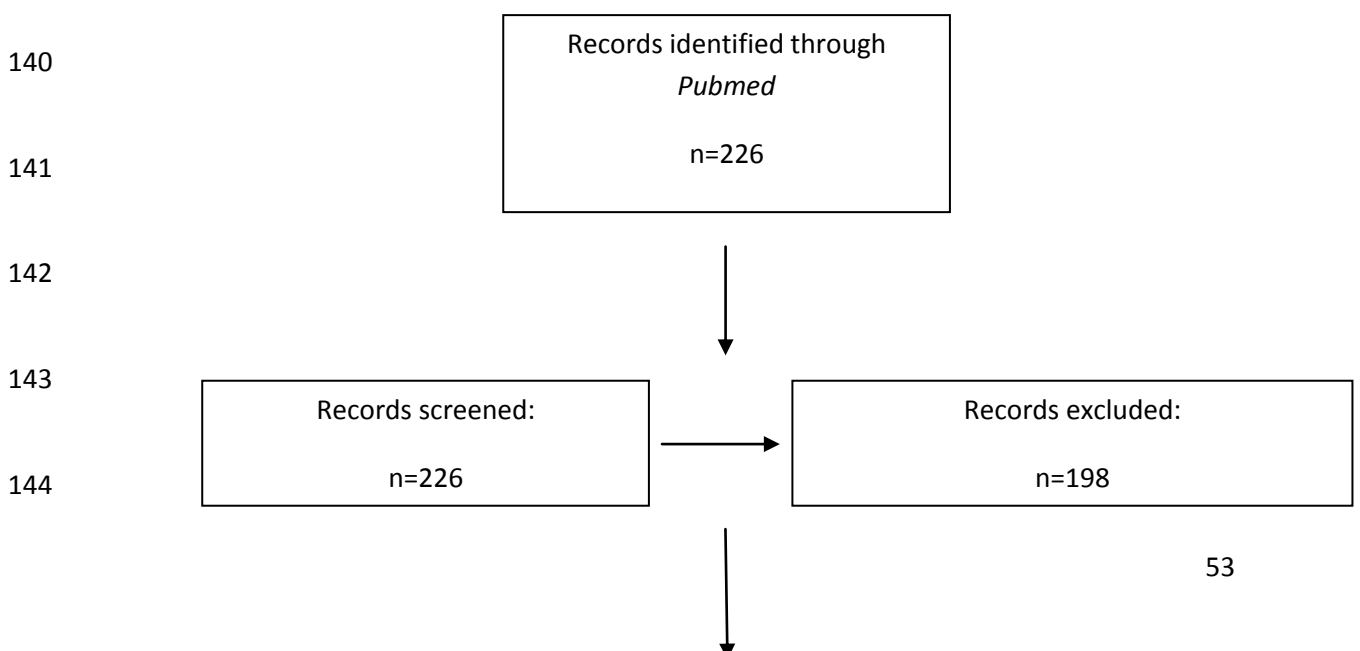 140
Records identified through
Pubmed
n=226
141
142
143
Records screened:
Records excluded:
n=226
n=198
144
53